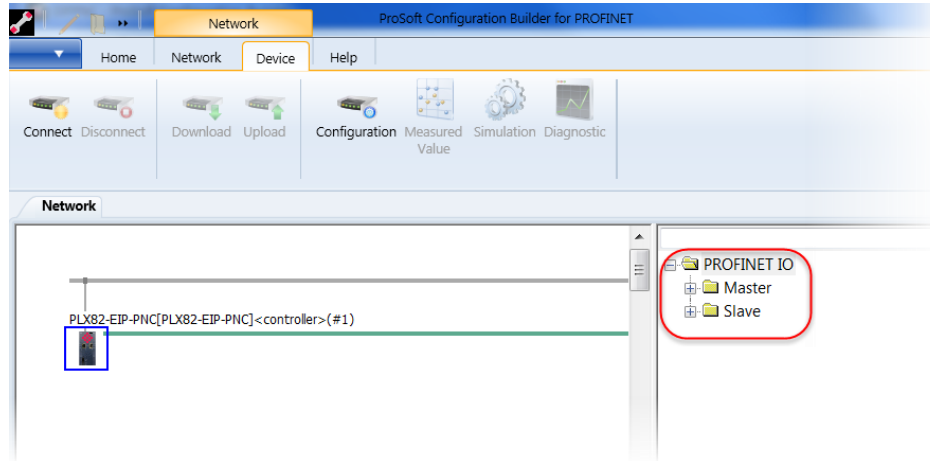 Network ProSoft Configuration Builder for PROFINET
Home Network Device Help
Connect Disconnect Download Upload Configuration Measured Value Simulation Diagnostic
Network
PROFINET IO
Master
Slave
PLX82-EIP-PNC[PLX82-EIP-PNC]<controller>(#1)